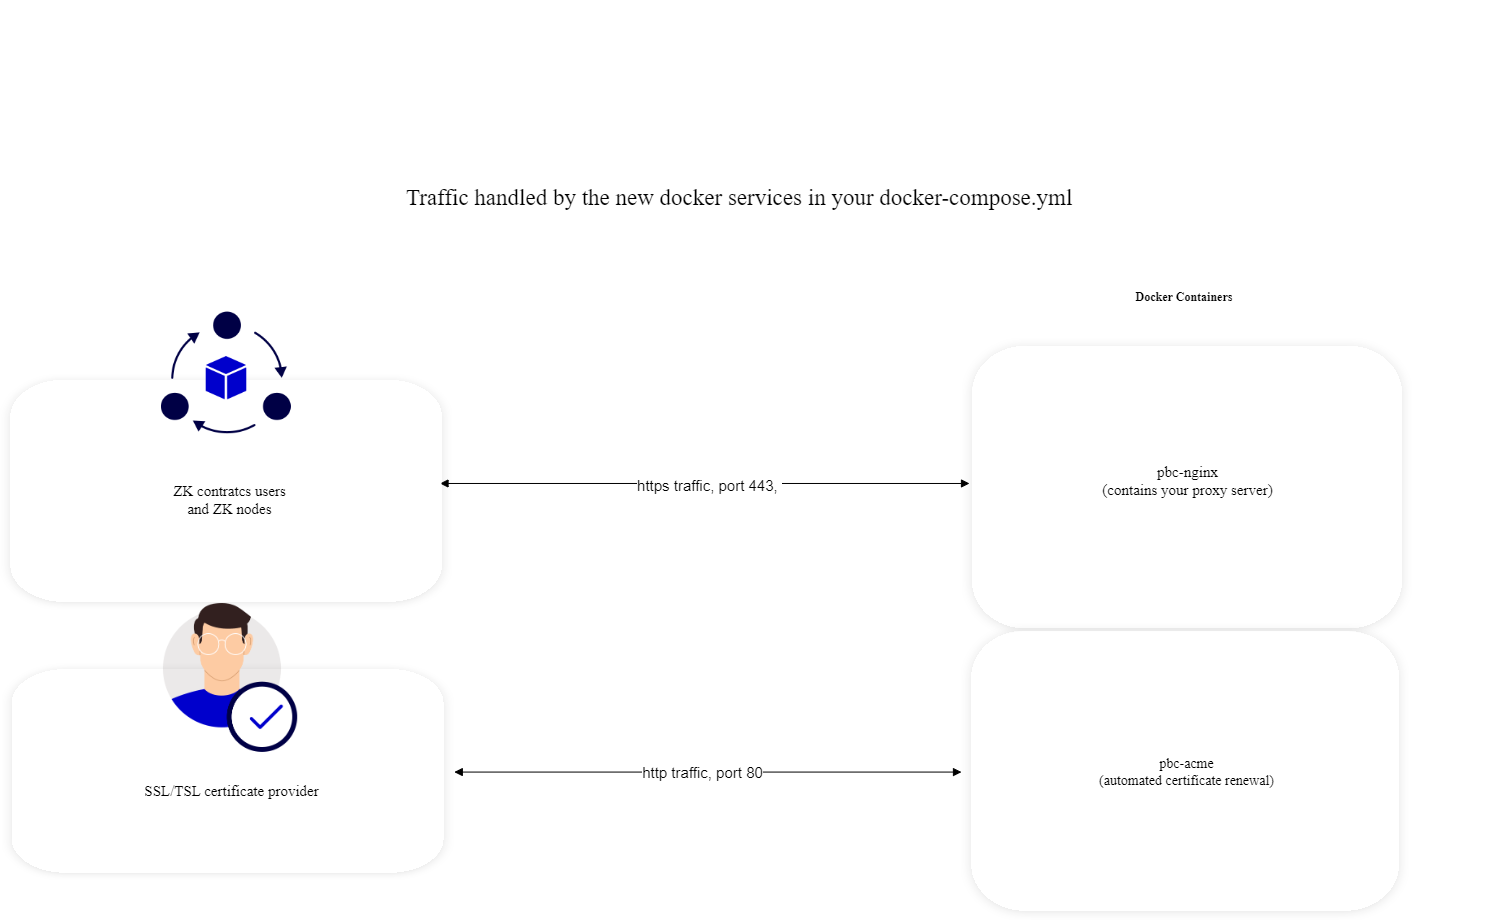 Traffic handled by the new docker services in your docker-compose.yml
Docker Containers
ZK contratcs users
and ZK nodes
https traffic, port 443,
pbc-nginx
(contains your proxy server)
SSL/TSL certificate provider
http traffic, port 80
pbc-acme
(automated certificate renewal)